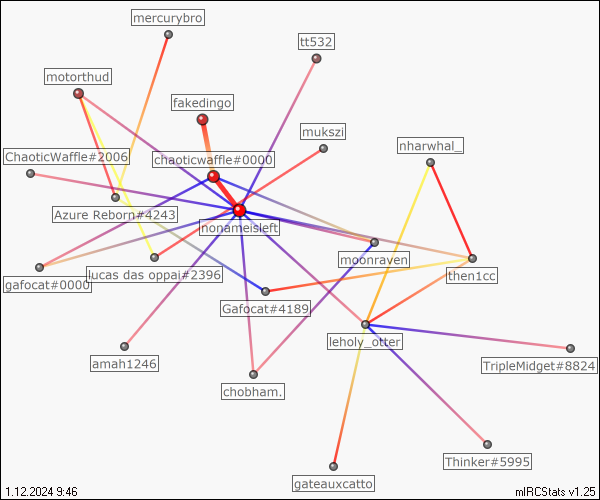 mercurybro
tt532
motorthud
fakedingo
mukszi
nharwhal_
ChaoticWaffle#2006
chaoticwaffle#0000
Azure Reborn#4243
nonameisleft
moonraven
gafocat#0000
lucas das oppai#2396
then1cc
Gafocat#4189
leholy_otter
amah1246
TripleMidget#8824
chobham.
Thinker#5995
gateauxcatto
1.12.2024 9:46
mIRCStats v1.25